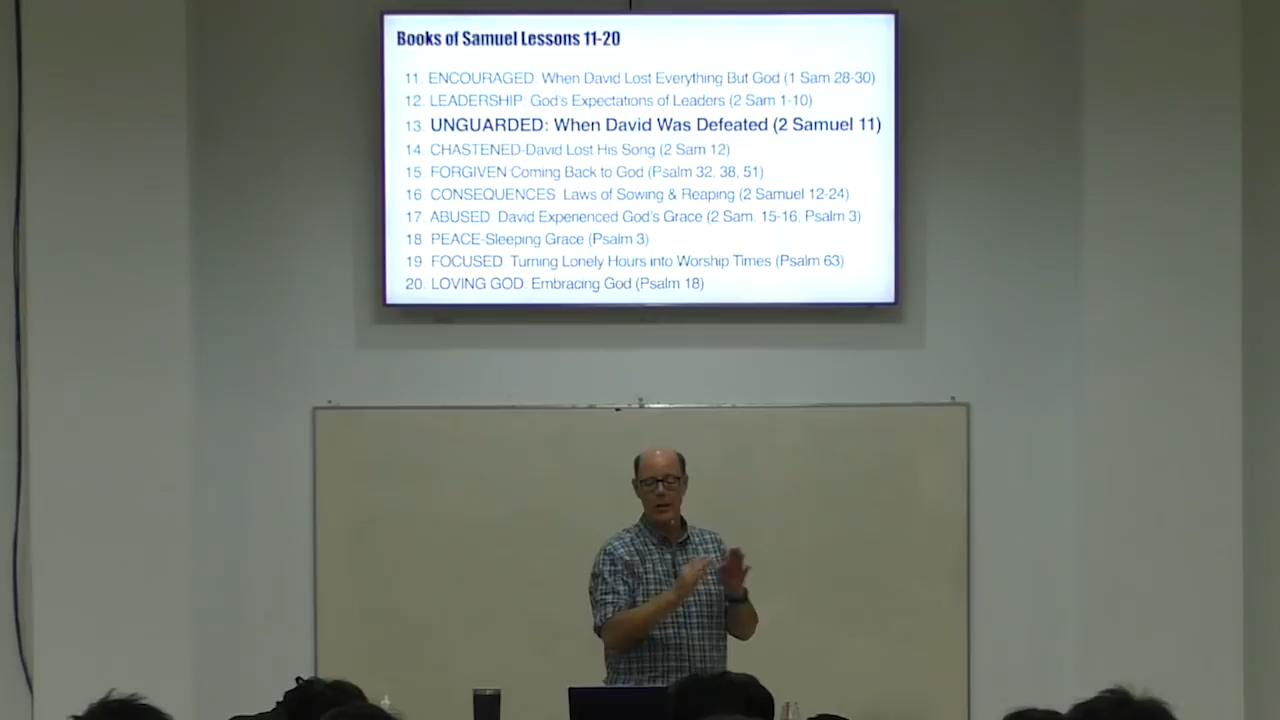 Books of Samuel Lessons 11-20
11. ENCOURAGED: When David Lost Everything But God (1 Sam 28-30)
12. LEADERSHIP: God's Expectations of Leaders (2 Sam 1-10)
13. UNGUARDED: When David Was Defeated (2 Samuel 11)
14. CHASTENED-David Lost His Song (2 Sam 12)
15. FORGIVEN Coming Back to God (Psalm 32, 38, 51)
16. CONSEQUENCES: Laws of Sowing & Reaping (2 Samuel 12-24)
17. ABUSED: David Experienced God's Grace (2 Sam. 15-16; Psalm 3)
18 PEACE-Sleeping Grace (Psalm 3)
19 FOCUSED: Turning Lonely Hours into Worship Times (Psalm 63)
20. LOVING GOD: Embracing God (Psalm 18)